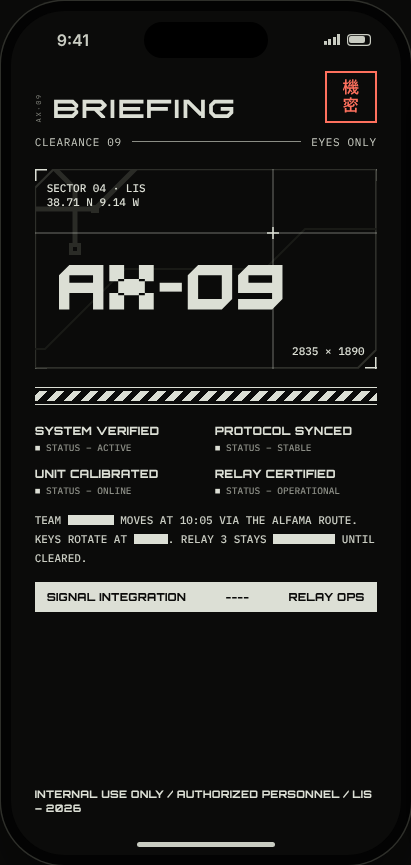 9:41
AX-09
BRIEFING
機
密
CLEARANCE 09
EYES ONLY
SECTOR 04 · LIS
38.71 N 9.14 W
AX-09
2835 × 1890
SYSTEM VERIFIED
STATUS – ACTIVE
PROTOCOL SYNCED
STATUS – STABLE
UNIT CALIBRATED
STATUS – ONLINE
RELAY CERTIFIED
STATUS – OPERATIONAL
TEAM MOVES AT 10:05 VIA THE ALFAMA ROUTE.
KEYS ROTATE AT . RELAY 3 STAYS UNTIL
CLEARED.
SIGNAL INTEGRATION ---- RELAY OPS
INTERNAL USE ONLY / AUTHORIZED PERSONNEL / LIS
– 2026